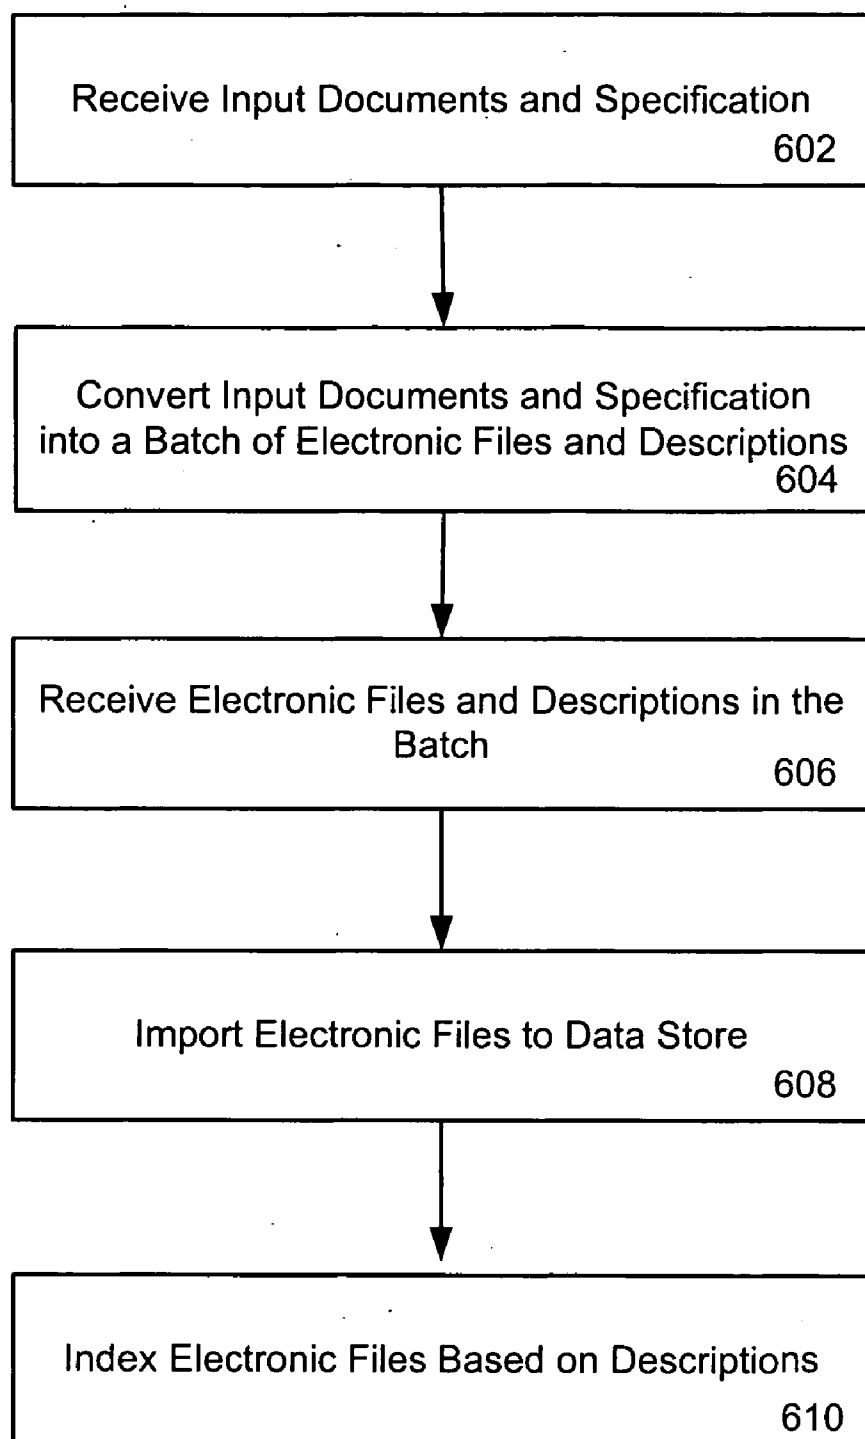 Receive Input Documents and Specification
602
Convert Input Documents and Specification
into a Batch of Electronic Files and Descriptions
604
Receive Electronic Files and Descriptions in the
Batch
606
Import Electronic Files to Data Store
608
Index Electronic Files Based on Descriptions
610